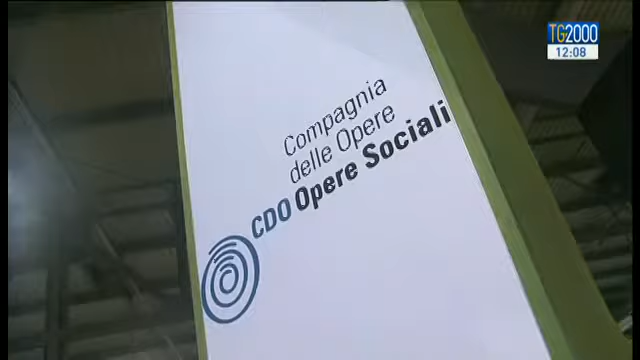 TG2000
12:08
Compagnia
delle Opere
CDO Opere Sociali